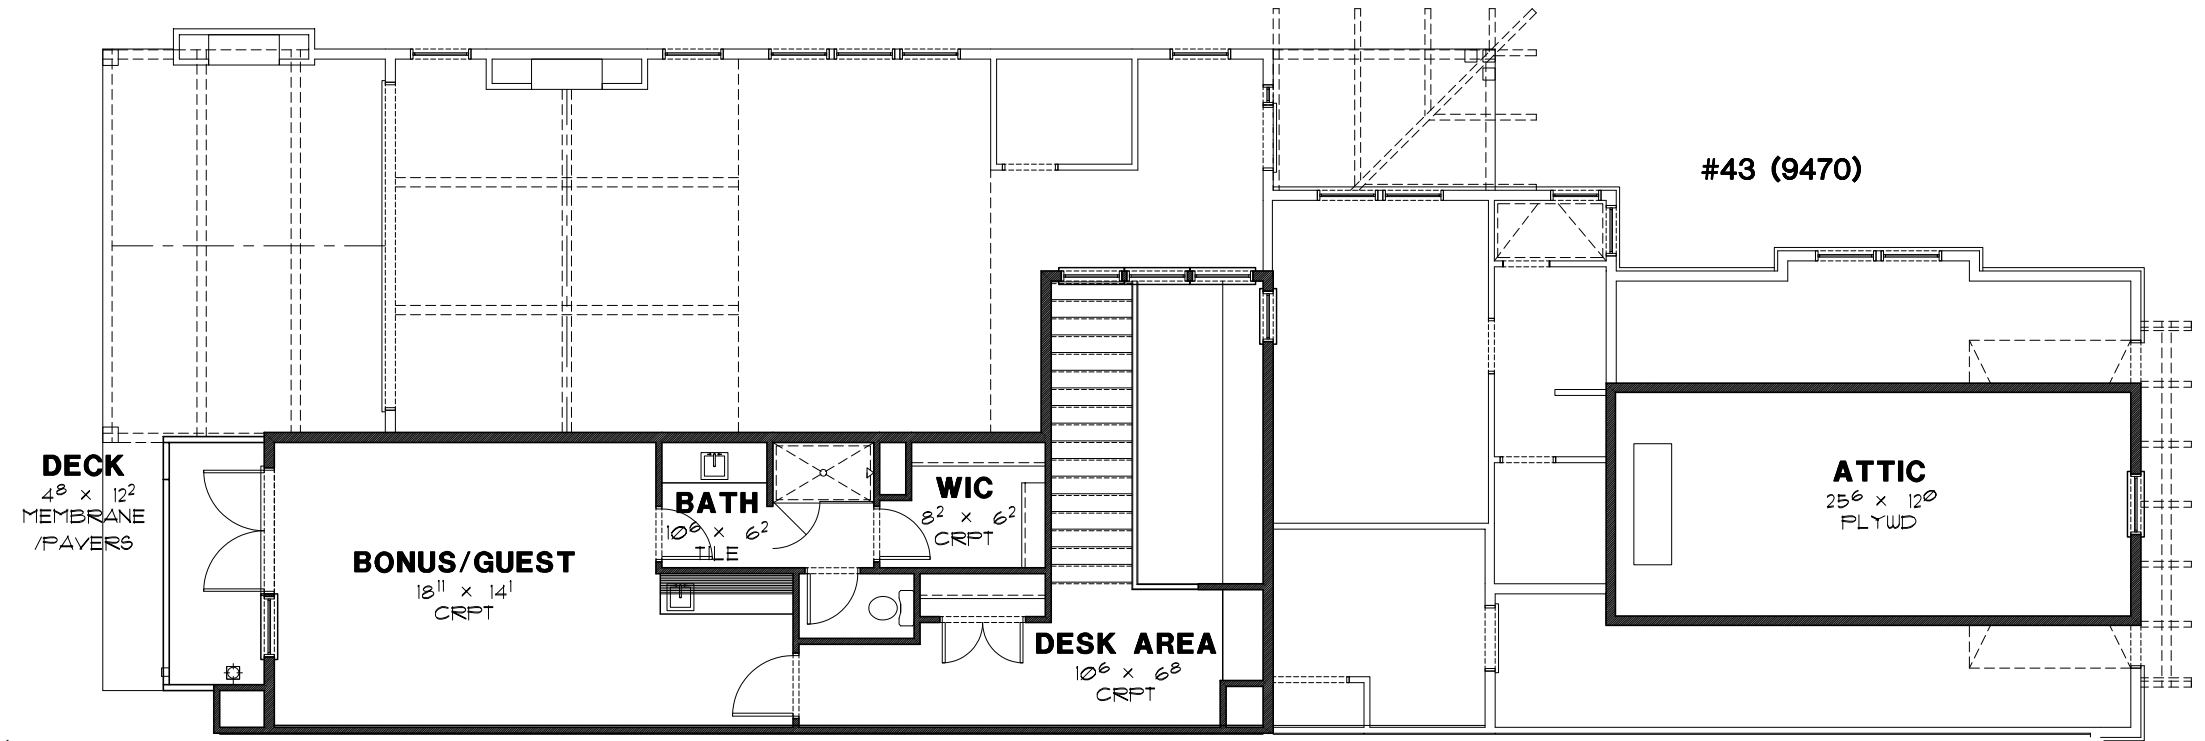 #43 (9470)
DECK
4⁸ × 12²
MEMBRANE
/PAVERS
BONUS/GUEST
18¹¹ × 14¹
CRPT
BATH
10⁶ × 6²
TILE
WIC
8² × 6²
CRPT
DESK AREA
10⁶ × 6⁸
CRPT
ATTIC
25⁶ × 12⁰
PLYWD